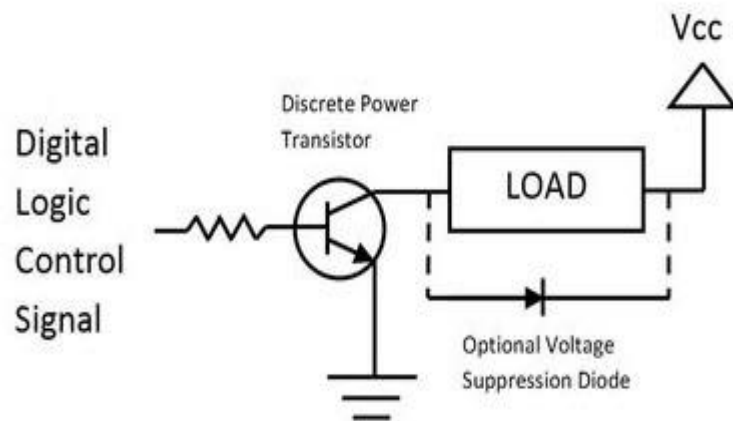 Vcc
Discrete Power
Transistor
Digital
Logic
Control
Signal
LOAD
Optional Voltage
Suppression Diode